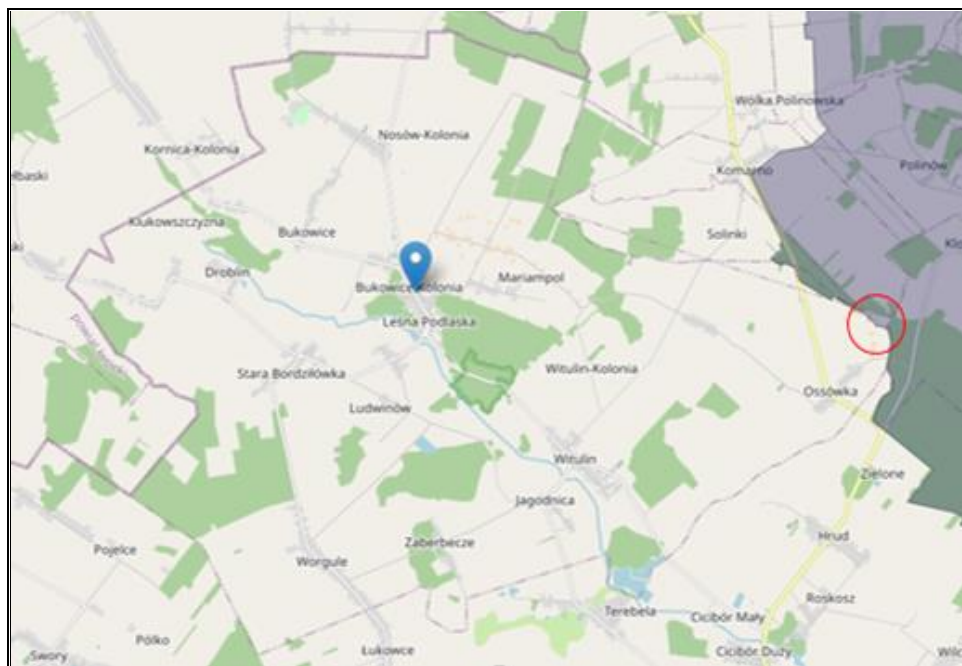 Wólka Polinowska
Nosów-Kolonia
Kornica-Kolonia
Polinów
Komarno
Klukowszczyzna
Bukowice
Solinki
Droblin
Mariampol
Bukowice-Kolonia
Leśna Podlaska
Stara Bordziłówka
Witulin-Kolonia
Ossówka
Ludwinów
Witulin
Zielone
Jagodnica
Zaberbecze
Hrud
Pojelce
Worgule
Roskosz
Terebela
Cicibór Mały
Półko
Łukowce
Cicibór Duży
Swory